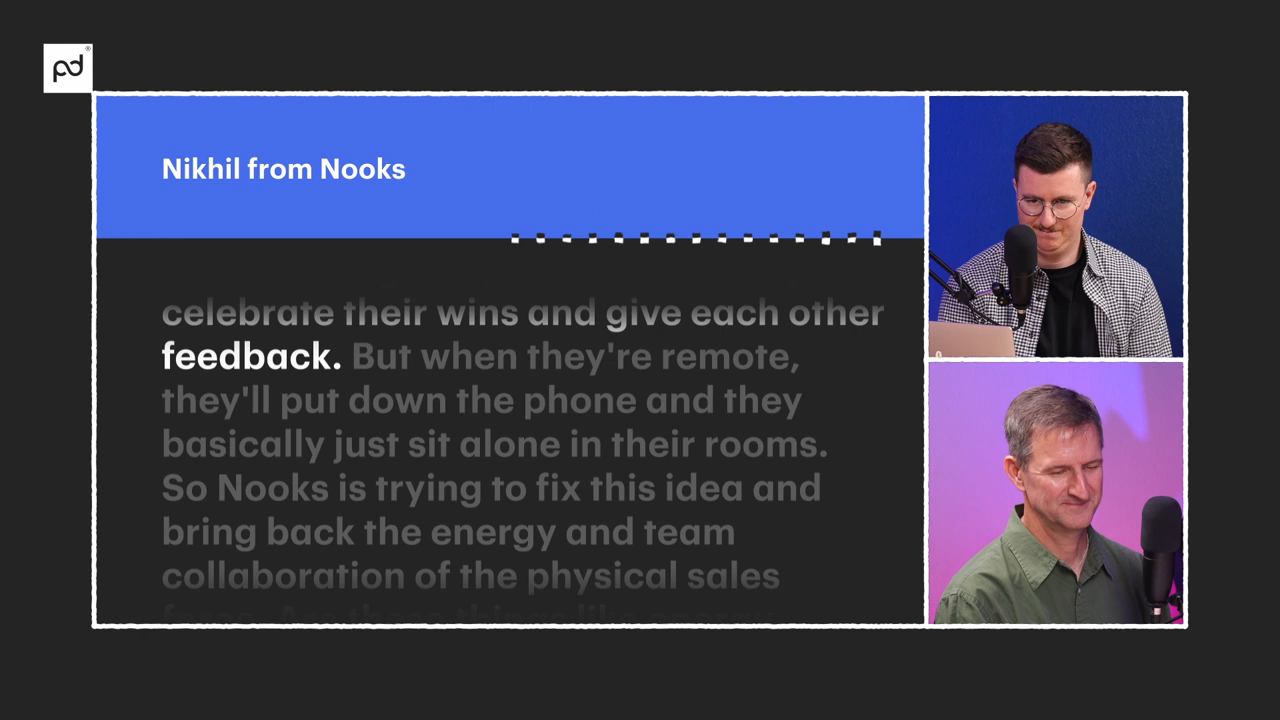 pd®
Nikhil from Nooks
celebrate their wins and give each other
feedback. But when they're remote,
they'll put down the phone and they
basically just sit alone in their rooms.
So Nooks is trying to fix this idea and
bring back the energy and team
collaboration of the physical sales